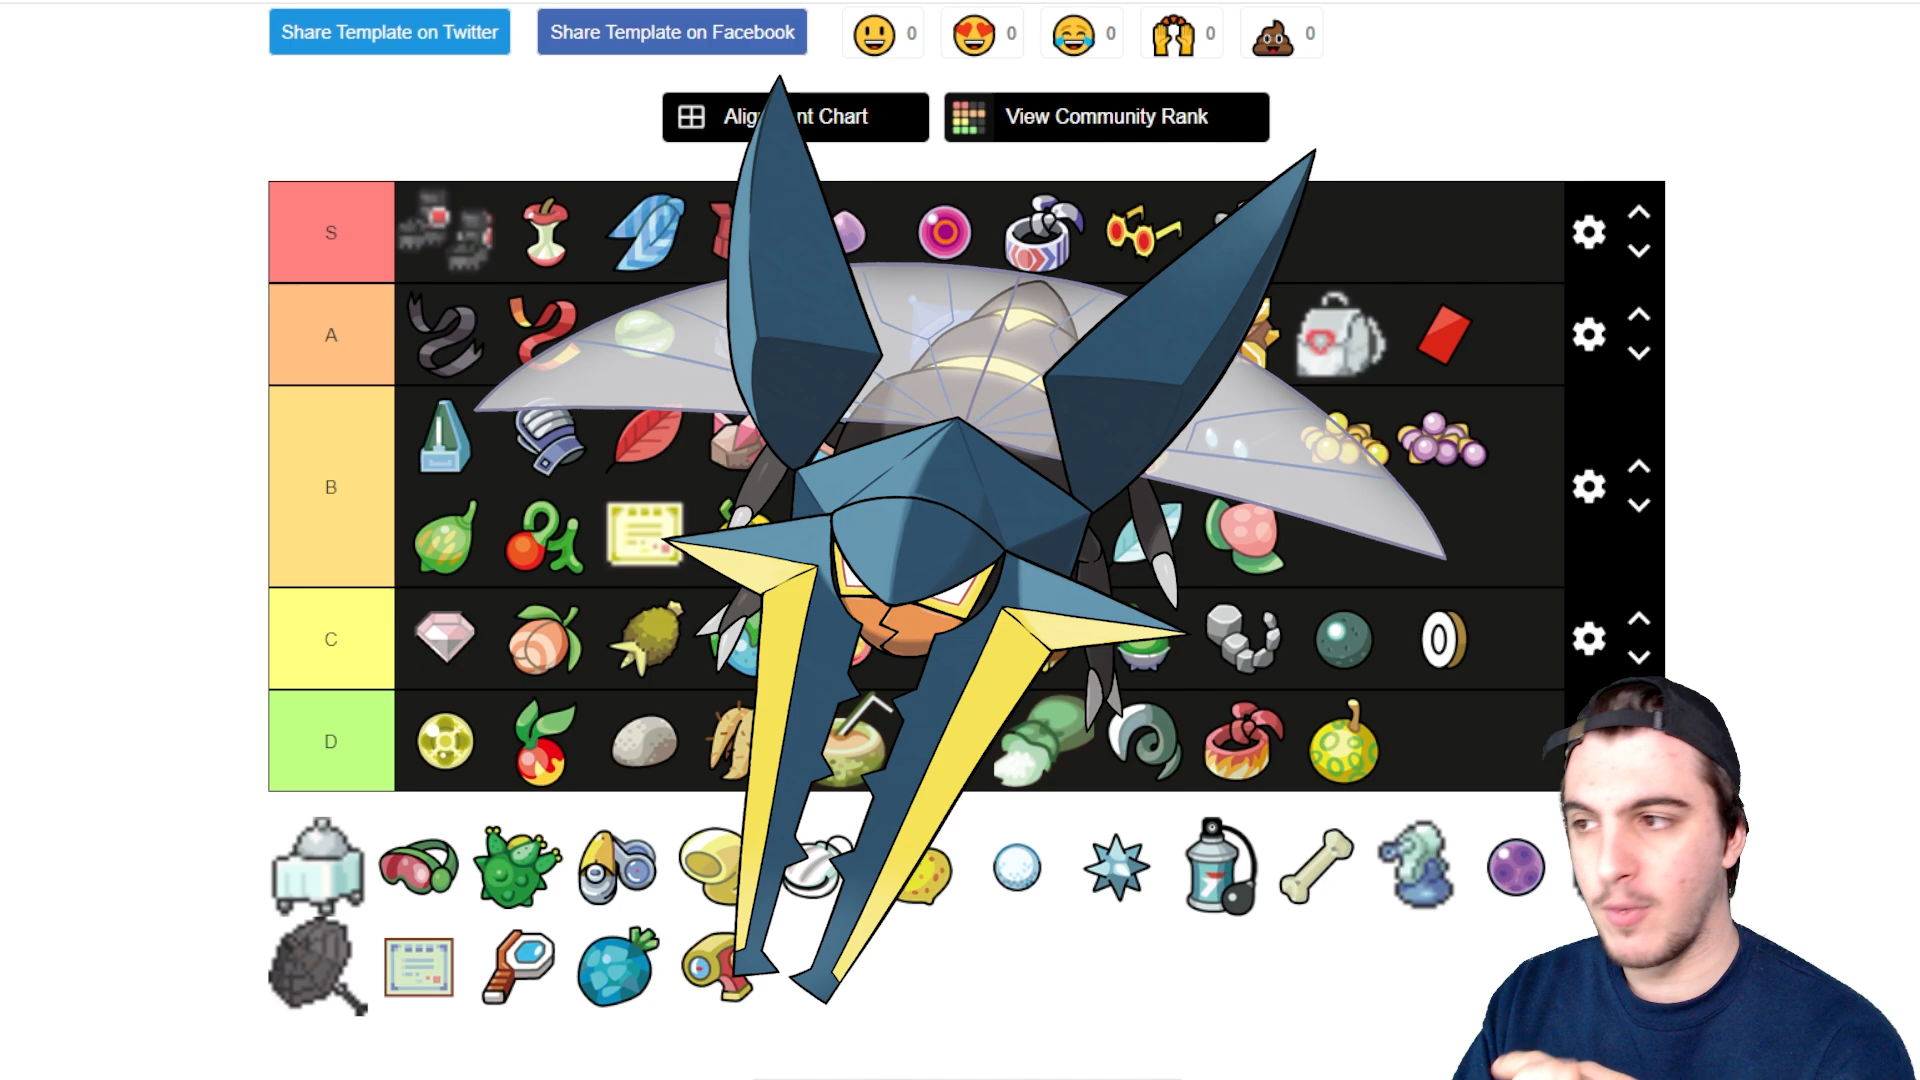 Share Template on Twitter
Share Template on Facebook
0
0
0
0
0
Alig nt Chart
View Community Rank
S
A
B
C
D